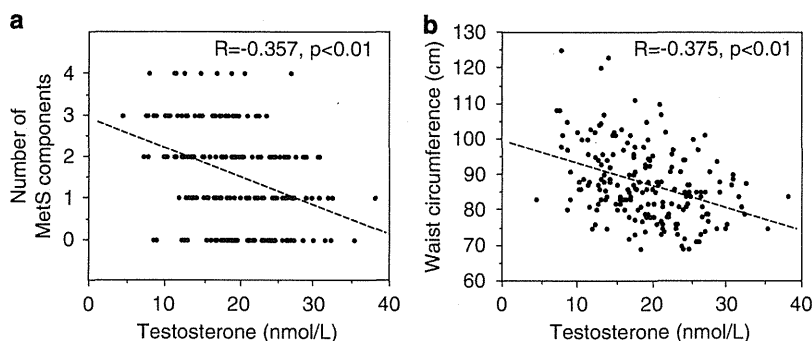 a
R=-0.357, p<0.01
Number of
MetS components
4
3
2
1
0
0
10
20
30
40
Testosterone (nmol/L)
b
R=-0.375, p<0.01
Waist circumference (cm)
130
120
110
100
90
80
70
60
0
10
20
30
40
Testosterone (nmol/L)